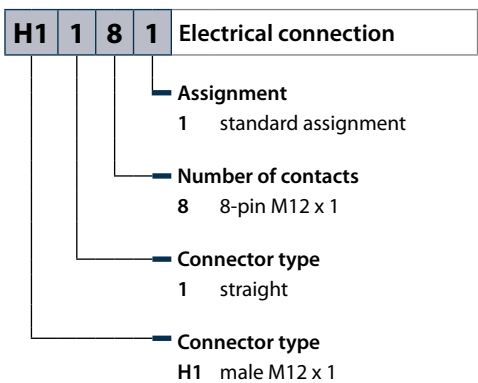 H1 1 8 1 Electrical connection
Assignment
1 standard assignment
Number of contacts
8 8-pin M12 x 1
Connector type
1 straight
Connector type
H1 male M12 x 1